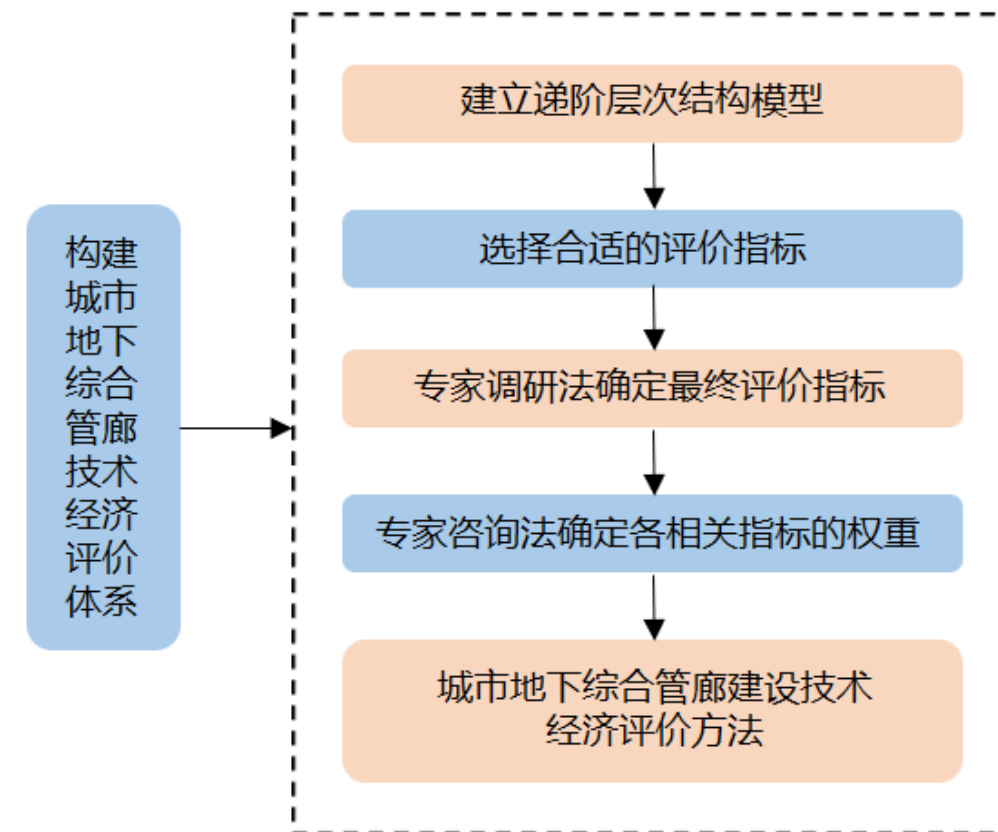 构建
城市
地下
综合
管廊
技术
经济
评价
体系
建立递阶层次结构模型
选择合适的评价指标
专家调研法确定最终评价指标
专家咨询法确定各相关指标的权重
城市地下综合管廊建设技术
经济评价方法